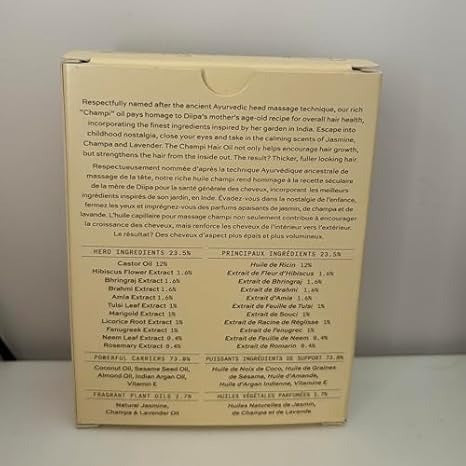 Respectfully named after the ancient Ayurvedic head massage technique, our rich
"Champi" oil pays homage to Diipa's mother's age-old recipe for overall hair health,
incorporating the finest ingredients inspired by her garden in India. Escape into
childhood nostalgia, close your eyes and take in the calming scents of Jasmine,
Champa and Lavender. The Champi Hair Oil not only helps encourage hair growth,
but strengthens the hair from the inside out. The result? Thicker, fuller looking hair.
Respectueusement nommée d'après la technique Ayurvédique ancestrale de
massage de la tête, notre riche huile champi rend hommage à la recette séculaire
de la mère de Diipa pour la santé générale des cheveux, incorporant les meilleurs
ingrédients inspirés de son jardin, en Inde. Évadez-vous dans la nostalgie de l'enfance,
fermez les yeux et imprégnez-vous des parfums apaisants de jasmin, de champa et de
lavande. L'huile capillaire pour massage champi non seulement contribue à encourager
la croissance des cheveux, mais renforce les cheveux de l'intérieur vers l'extérieur.
Le résultat? Des cheveux d'aspect plus épais et plus volumineux.
HERO INGREDIENTS 23.5%
Castor Oil 12%
Hibiscus Flower Extract 1.6%
Bhringraj Extract 1.6%
Brahmi Extract 1.6%
Amla Extract 1.6%
Tulsi Leaf Extract 1%
Marigold Extract 1%
Licorice Root Extract 1%
Fenugreek Extract 1%
Neem Leaf Extract 0.4%
Rosemary Extract 0.4%
POWERFUL CARRIERS 73.8%
Coconut Oil, Sesame Seed Oil,
Almond Oil, Indian Argan Oil,
Vitamin E
FRAGRANT PLANT OILS 2.7%
Natural Jasmine,
Champa & Lavender Oil
PRINCIPAUX INGRÉDIENTS 23.5%
Huile de Ricin 12%
Extrait de Fleur d'Hibiscus 1.6%
Extrait de Bhringraj 1.6%
Extrait de Brahmi 1.6%
Extrait d'Amla 1.6%
Extrait de Feuille de Tulsi 1%
Extrait de Souci 1%
Extrait de Racine de Réglisse 1%
Extrait de Fenugrec 1%
Extrait de Feuille de Neem 0.4%
Extrait de Romarin 0.4%
PUISSANTS INGRÉDIENTS DE SUPPORT 73.8%
Huile de Noix de Coco, Huile de Graines
de Sésame, Huile d'Amande,
Huile d'Argan Indienne, Vitamine E
HUILES VÉGÉTALES PARFUMÉES 2.7%
Huiles Naturelles de Jasmin,
de Champa et de Lavande